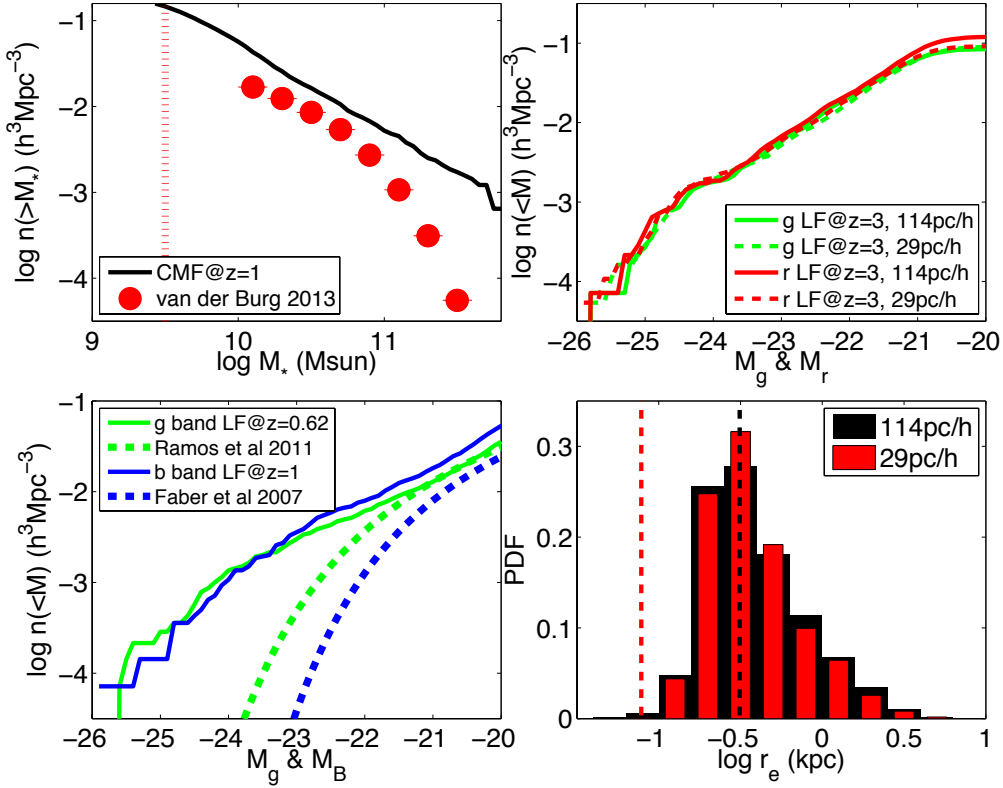 log n(>M*) (h³Mpc⁻³)
−1
−2
−3
−4
CMF@z=1
van der Burg 2013
9
10
11
log M* (Msun)
log n(<M) (h³Mpc⁻³)
−1
−2
−3
−4
g LF@z=3, 114pc/h
g LF@z=3, 29pc/h
r LF@z=3, 114pc/h
r LF@z=3, 29pc/h
−26 −25 −24 −23 −22 −21 −20
M_g & M_r
log n(<M) (h³Mpc⁻³)
−1
−2
−3
−4
g band LF@z=0.62
Ramos et al 2011
b band LF@z=1
Faber et al 2007
−26 −25 −24 −23 −22 −21 −20
M_g & M_B
PDF
0.3
0.2
0.1
0
114pc/h
29pc/h
−1 −0.5 0 0.5 1
log r_e (kpc)